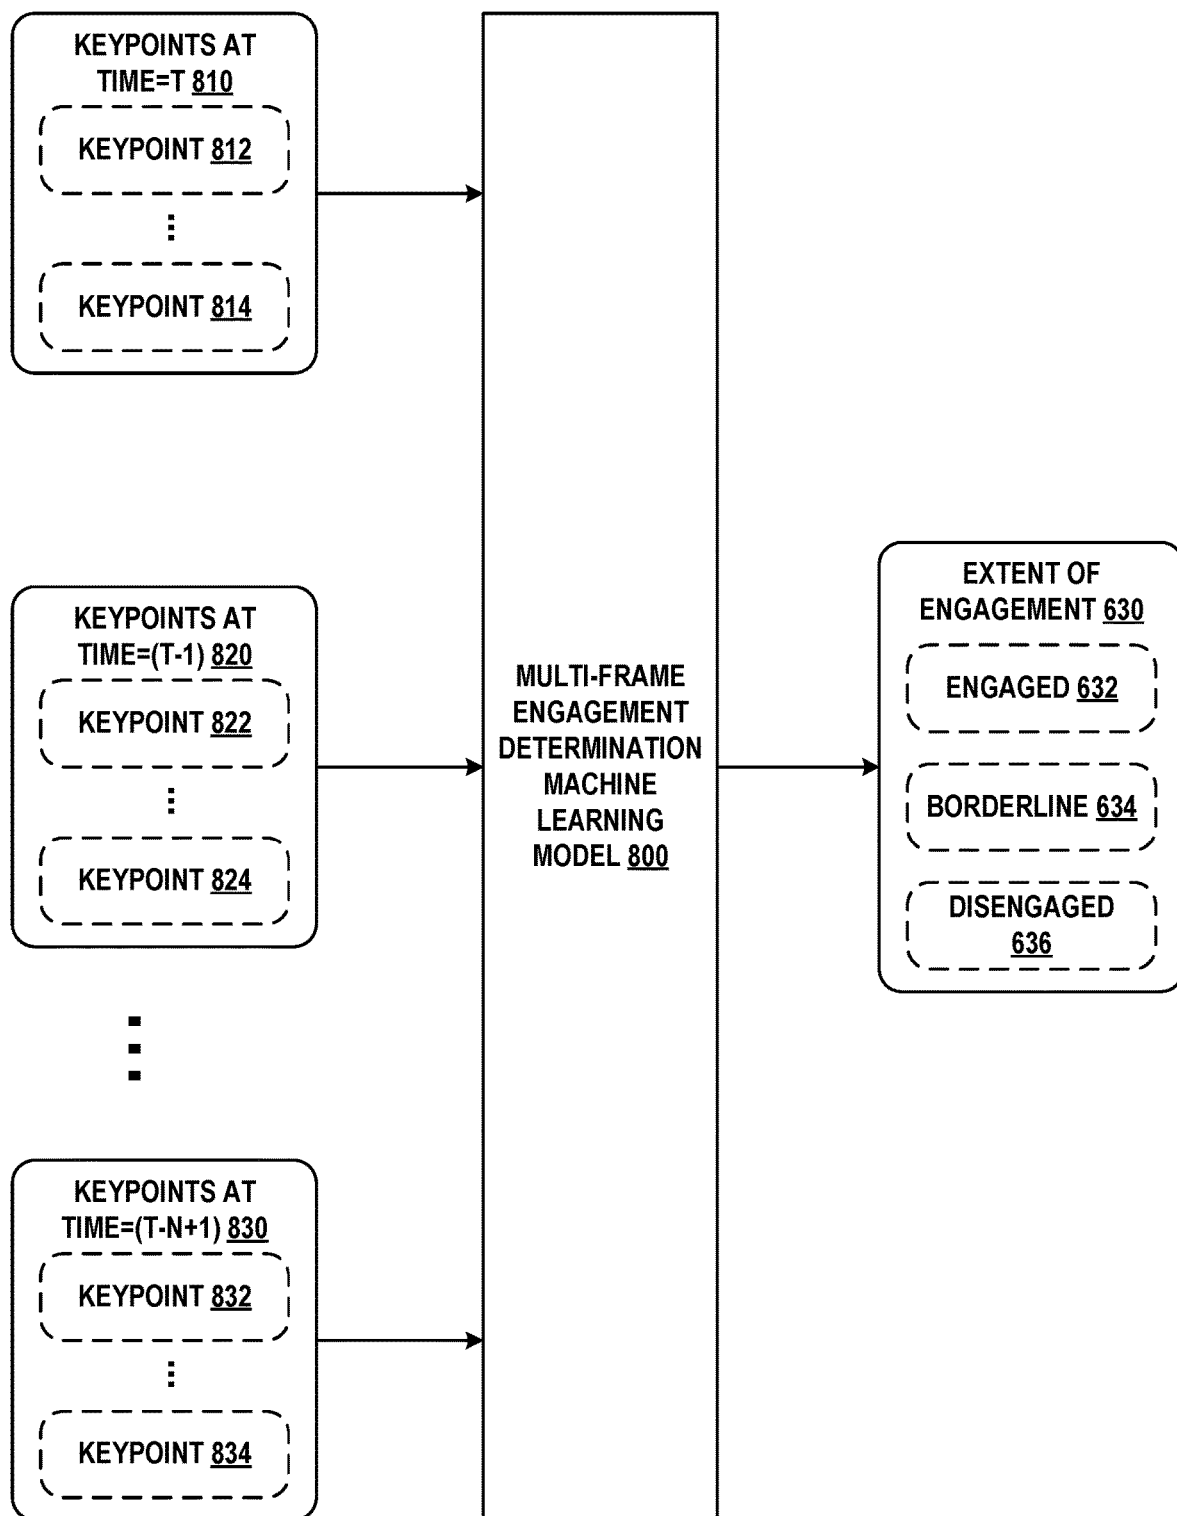 KEYPOINTS AT
TIME=T 810
KEYPOINT 812
KEYPOINT 814
KEYPOINTS AT
TIME=(T-1) 820
KEYPOINT 822
KEYPOINT 824
KEYPOINTS AT
TIME=(T-N+1) 830
KEYPOINT 832
KEYPOINT 834
MULTI-FRAME
ENGAGEMENT
DETERMINATION
MACHINE
LEARNING
MODEL 800
EXTENT OF
ENGAGEMENT 630
ENGAGED 632
BORDERLINE 634
DISENGAGED
636